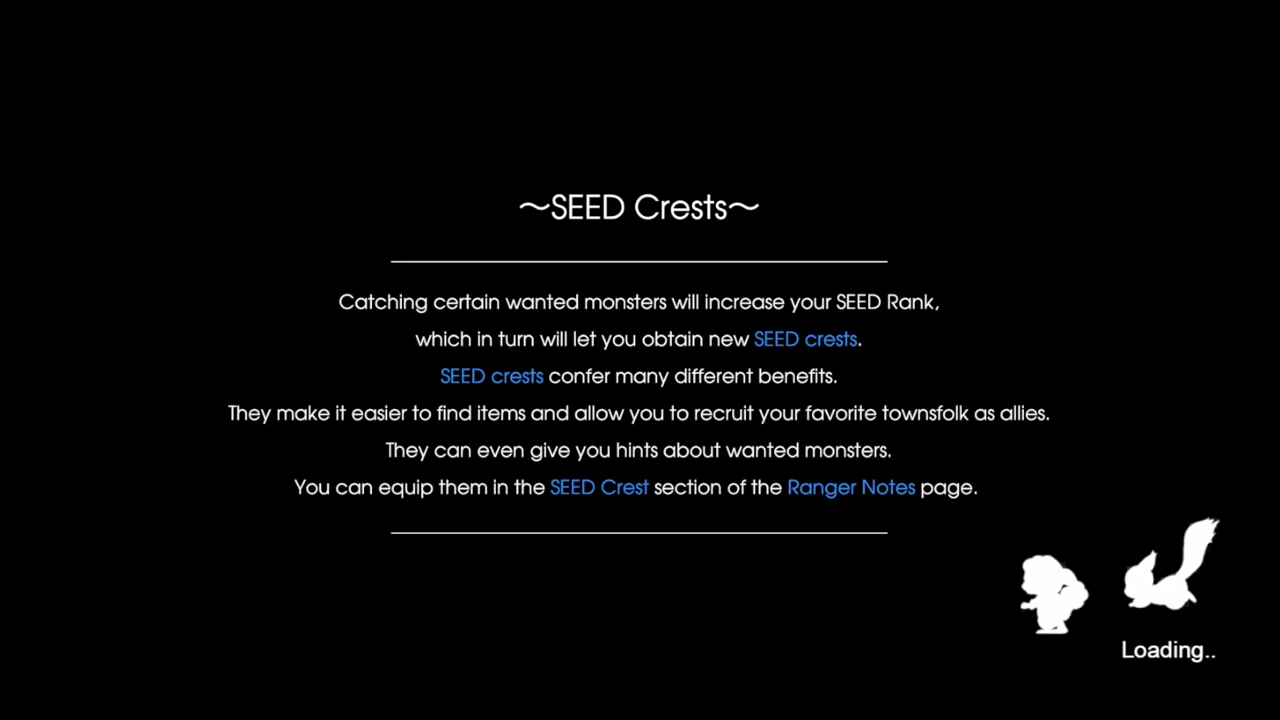 ～SEED Crests～
Catching certain wanted monsters will increase your SEED Rank,
which in turn will let you obtain new SEED crests.
SEED crests confer many different benefits.
They make it easier to find items and allow you to recruit your favorite townsfolk as allies.
They can even give you hints about wanted monsters.
You can equip them in the SEED Crest section of the Ranger Notes page.
Loading..